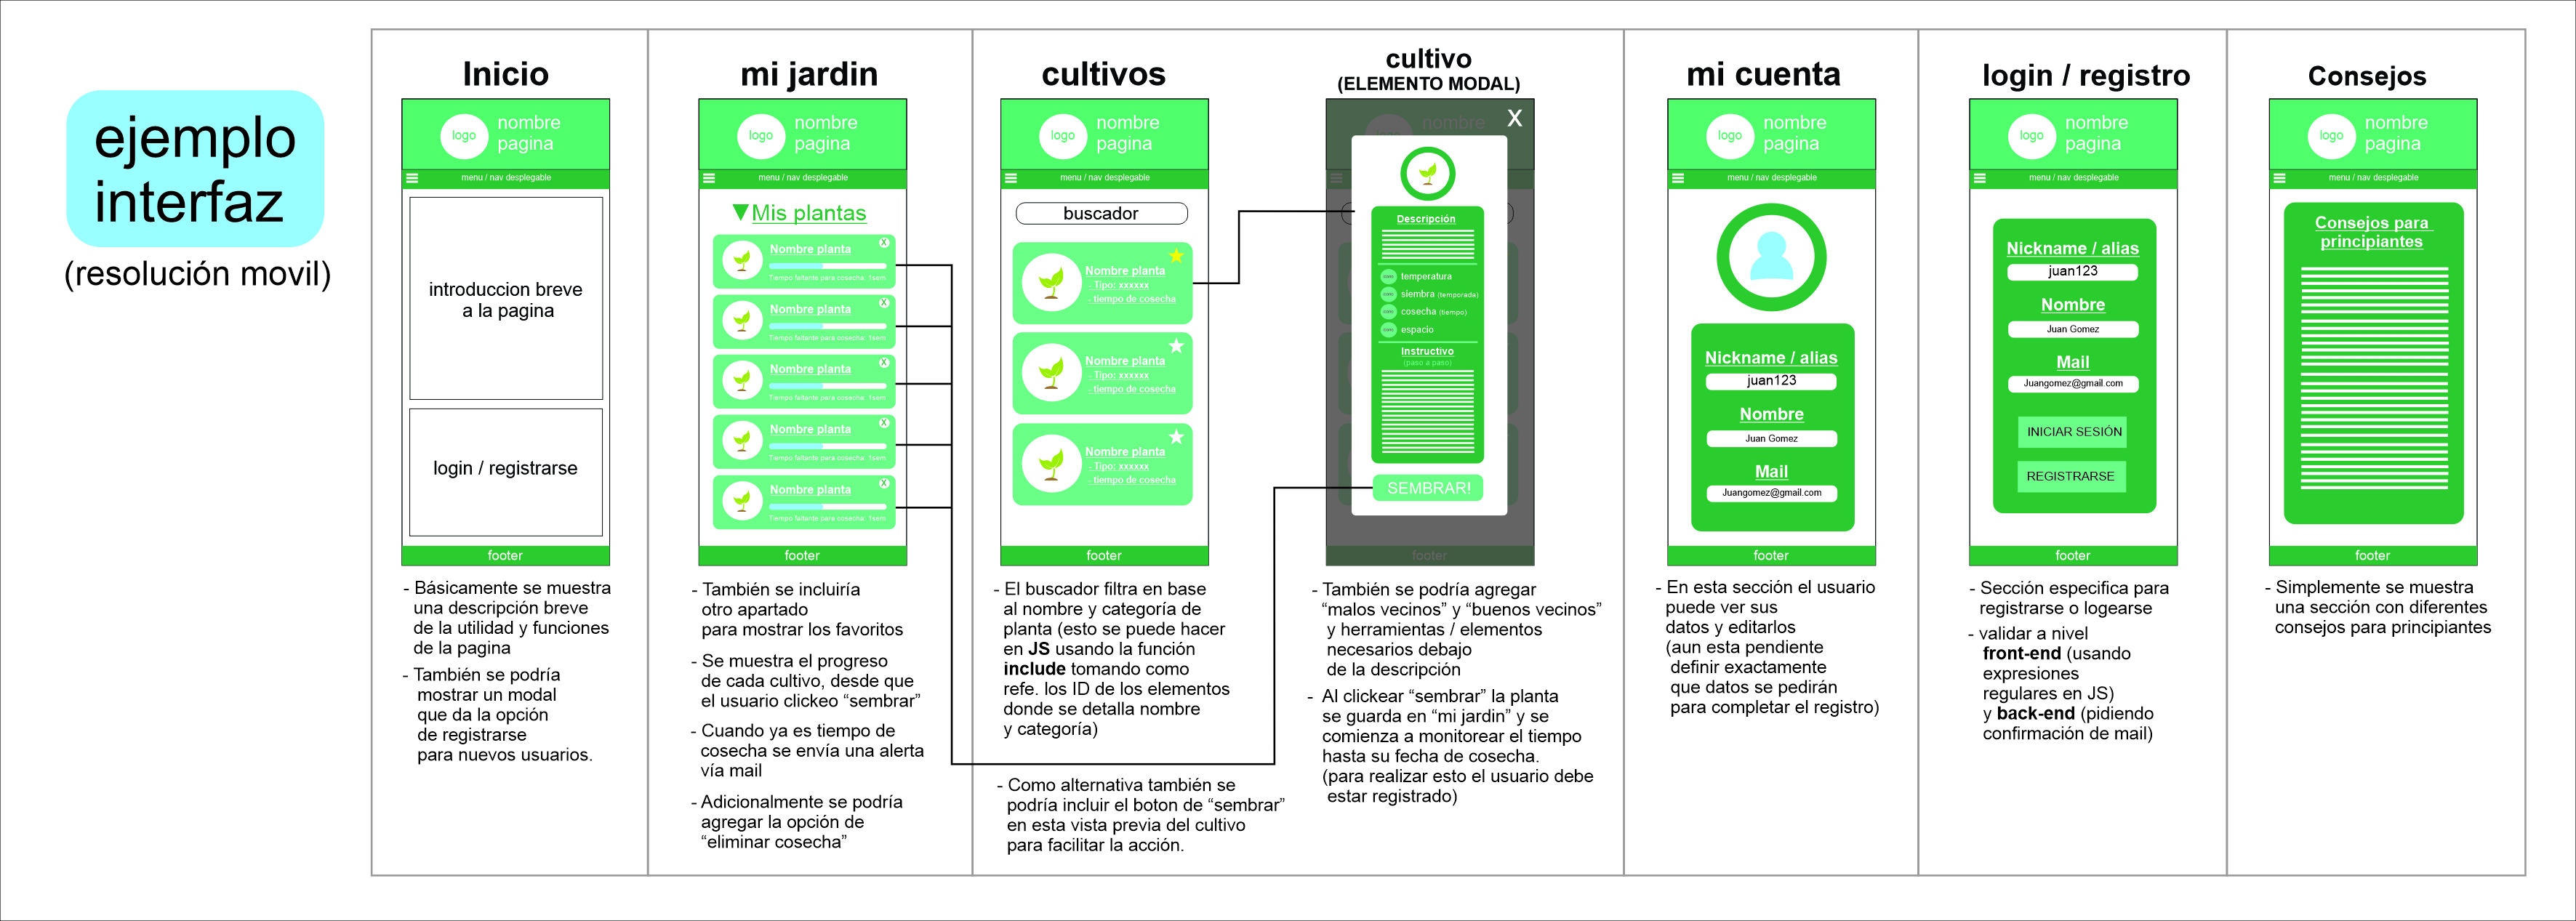 ejemplo
interfaz
(resolución movil)
Inicio
logo
nombre
pagina
menu / nav desplegable
introduccion breve
a la pagina
login / registrarse
footer
- Básicamente se muestra
una descripción breve
de la utilidad y funciones
de la pagina
- También se podría
mostrar un modal
que da la opción
de registrarse
para nuevos usuarios.
mi jardin
logo
nombre
pagina
menu / nav desplegable
▼Mis plantas
Nombre planta
X
Tiempo faltante para cosecha: 1sem
Nombre planta
X
Tiempo faltante para cosecha: 1sem
Nombre planta
X
Tiempo faltante para cosecha: 1sem
Nombre planta
X
Tiempo faltante para cosecha: 1sem
Nombre planta
X
Tiempo faltante para cosecha: 1sem
footer
- También se incluiría
otro apartado
para mostrar los favoritos
- Se muestra el progreso
de cada cultivo, desde que
el usuario clickeo “sembrar”
- Cuando ya es tiempo de
cosecha se envía una alerta
vía mail
- Adicionalmente se podría
agregar la opción de
“eliminar cosecha”
cultivos
logo
nombre
pagina
menu / nav desplegable
buscador
Nombre planta
- Tipo: xxxxxx
- tiempo de cosecha
Nombre planta
- Tipo: xxxxxx
- tiempo de cosecha
Nombre planta
- Tipo: xxxxxx
- tiempo de cosecha
footer
- El buscador filtra en base
al nombre y categoría de
planta (esto se puede hacer
en JS usando la función
include tomando como
refe. los ID de los elementos
donde se detalla nombre
y categoría)
- Como alternativa también se
podría incluir el boton de “sembrar”
en esta vista previa del cultivo
para facilitar la acción.
cultivo
(ELEMENTO MODAL)
X
logo
nombre
Descripción
icono
temperatura
icono
siembra (temporada)
icono
cosecha (tiempo)
icono
espacio
Instructivo
(paso a paso)
SEMBRAR!
footer
- También se podría agregar
“malos vecinos” y “buenos vecinos”
y herramientas / elementos
necesarios debajo
de la descripción
- Al clickear “sembrar” la planta
se guarda en “mi jardin” y se
comienza a monitorear el tiempo
hasta su fecha de cosecha.
(para realizar esto el usuario debe
estar registrado)
mi cuenta
logo
nombre
pagina
menu / nav desplegable
Nickname / alias
juan123
Nombre
Juan Gomez
Mail
Juangomez@gmail.com
footer
- En esta sección el usuario
puede ver sus
datos y editarlos
(aun esta pendiente
definir exactamente
que datos se pedirán
para completar el registro)
login / registro
logo
nombre
pagina
menu / nav desplegable
Nickname / alias
juan123
Nombre
Juan Gomez
Mail
Juangomez@gmail.com
INICIAR SESIÓN
REGISTRARSE
footer
- Sección especifica para
registrarse o logearse
- validar a nivel
front-end (usando
expresiones
regulares en JS)
y back-end (pidiendo
confirmación de mail)
Consejos
logo
nombre
pagina
menu / nav desplegable
Consejos para
principiantes
footer
- Simplemente se muestra
una sección con diferentes
consejos para principiantes